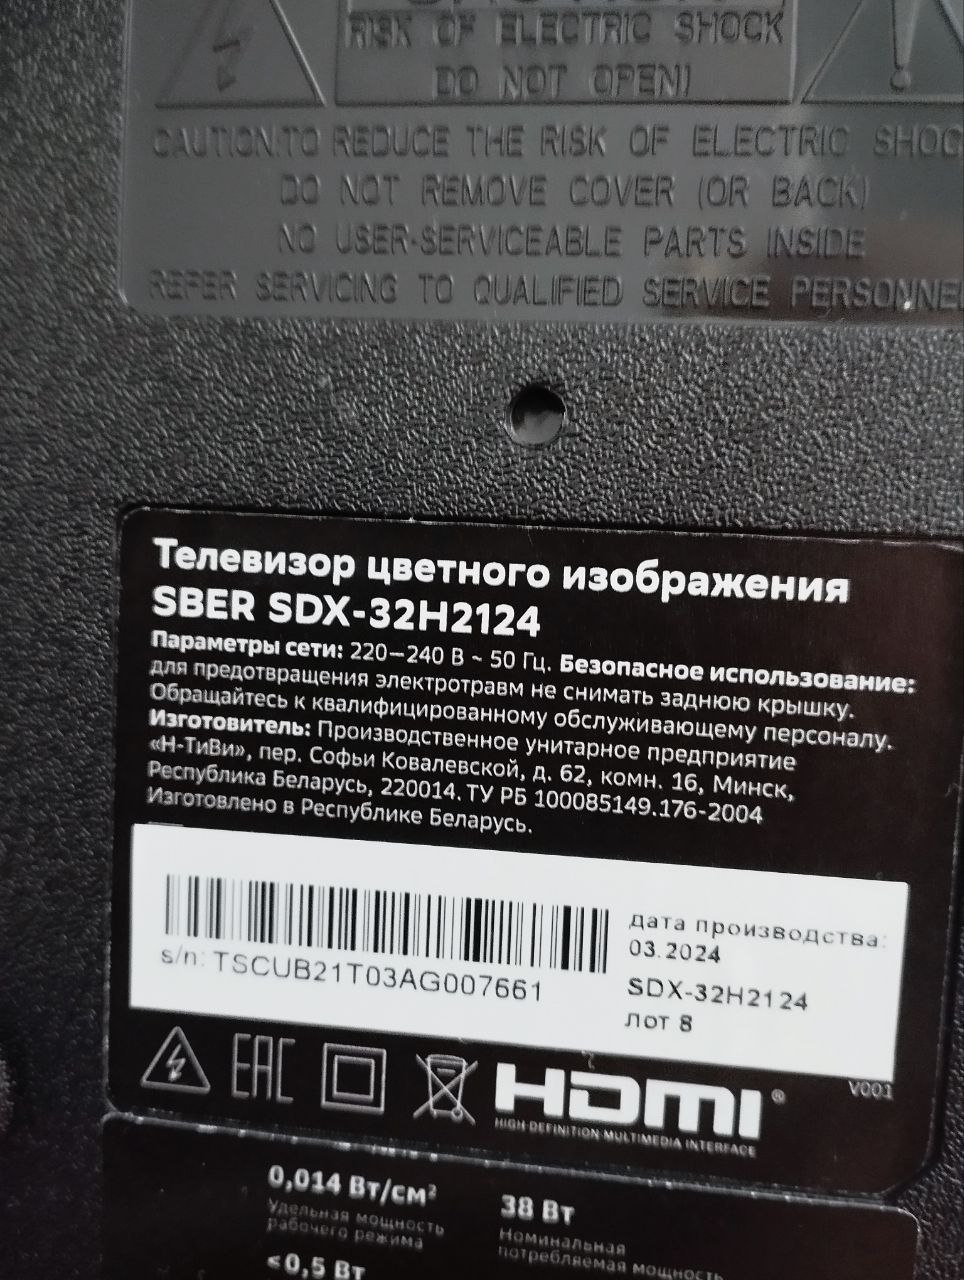 RISK OF ELECTRIC SHOCK
DO NOT OPEN!
CAUTION:TO REDUCE THE RISK OF ELECTRIC SHOC
DO NOT REMOVE COVER (OR BACK)
NO USER-SERVICEABLE PARTS INSIDE
REFER SERVICING TO QUALIFIED SERVICE PERSONNE
Телевизор цветного изображения
SBER SDX-32H2124
Параметры сети: 220–240 В ~ 50 Гц. Безопасное использование:
для предотвращения электротравм не снимать заднюю крышку.
Обращайтесь к квалифицированному обслуживающему персоналу.
Изготовитель: Производственное унитарное предприятие
«Н-ТиВи», пер. Софьи Ковалевской, д. 62, комн. 16, Минск,
Республика Беларусь, 220014. ТУ РБ 100085149.176-2004
Изготовлено в Республике Беларусь.
дата производства:
03.2024
s/n: TSCUB21T03AG007661
SDX-32H2124
лот 8
V001
EAC
HDMI®
HIGH-DEFINITION MULTIMEDIA INTERFACE
0,014 Вт/см²
Удельная мощность
рабочего режима
38 Вт
Номинальная
потребляемая мощность
<0,5 Вт